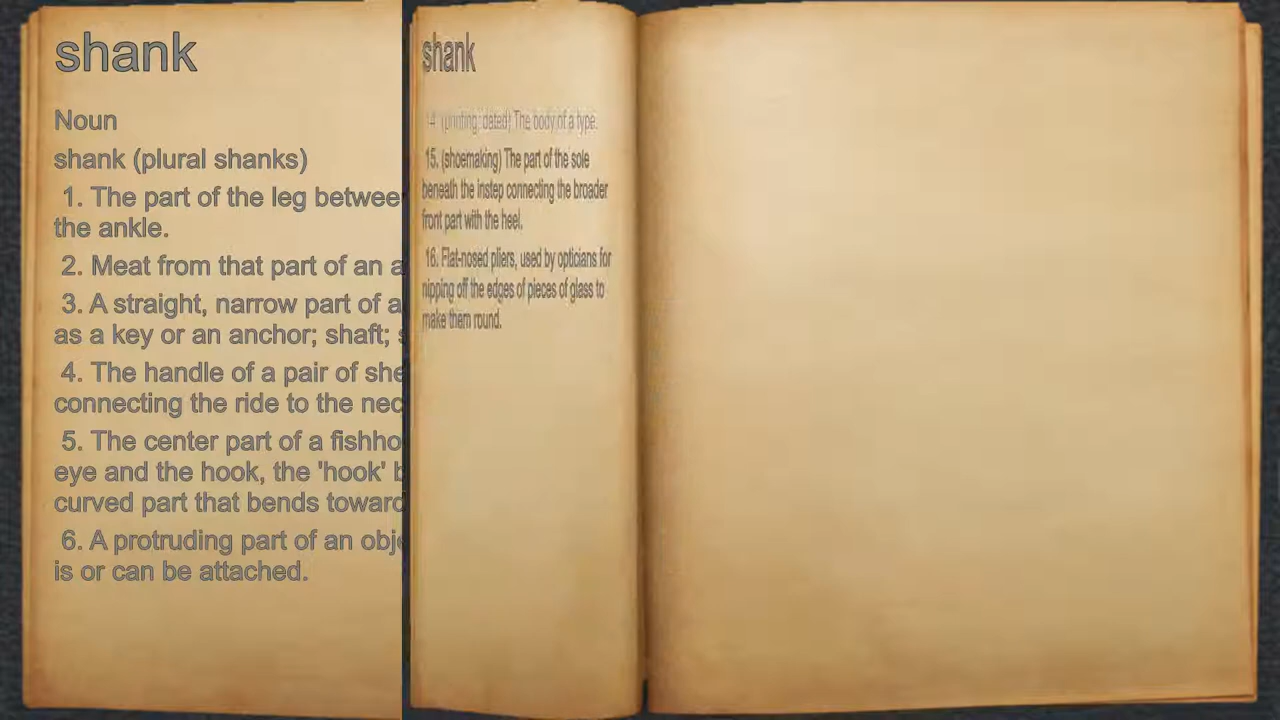 shank
Noun
shank (plural shanks)
1. The part of the leg between
the ankle.
2. Meat from that part of an
3. A straight, narrow part of
as a key or an anchor; shaft;
4. The handle of a pair of
connecting the ride to the
5. The center part of a
eye and the hook, the 'hook'
curved part that bends toward
6. A protruding part of an
is or can be attached.
shank
14. (printing, dated) The body of a type.
15. (shoemaking) The part of the sole
beneath the instep connecting the broader
front part with the heel.
16. Flat-nosed pliers, used by opticians for
nipping off the edges of pieces of glass to
make them round.